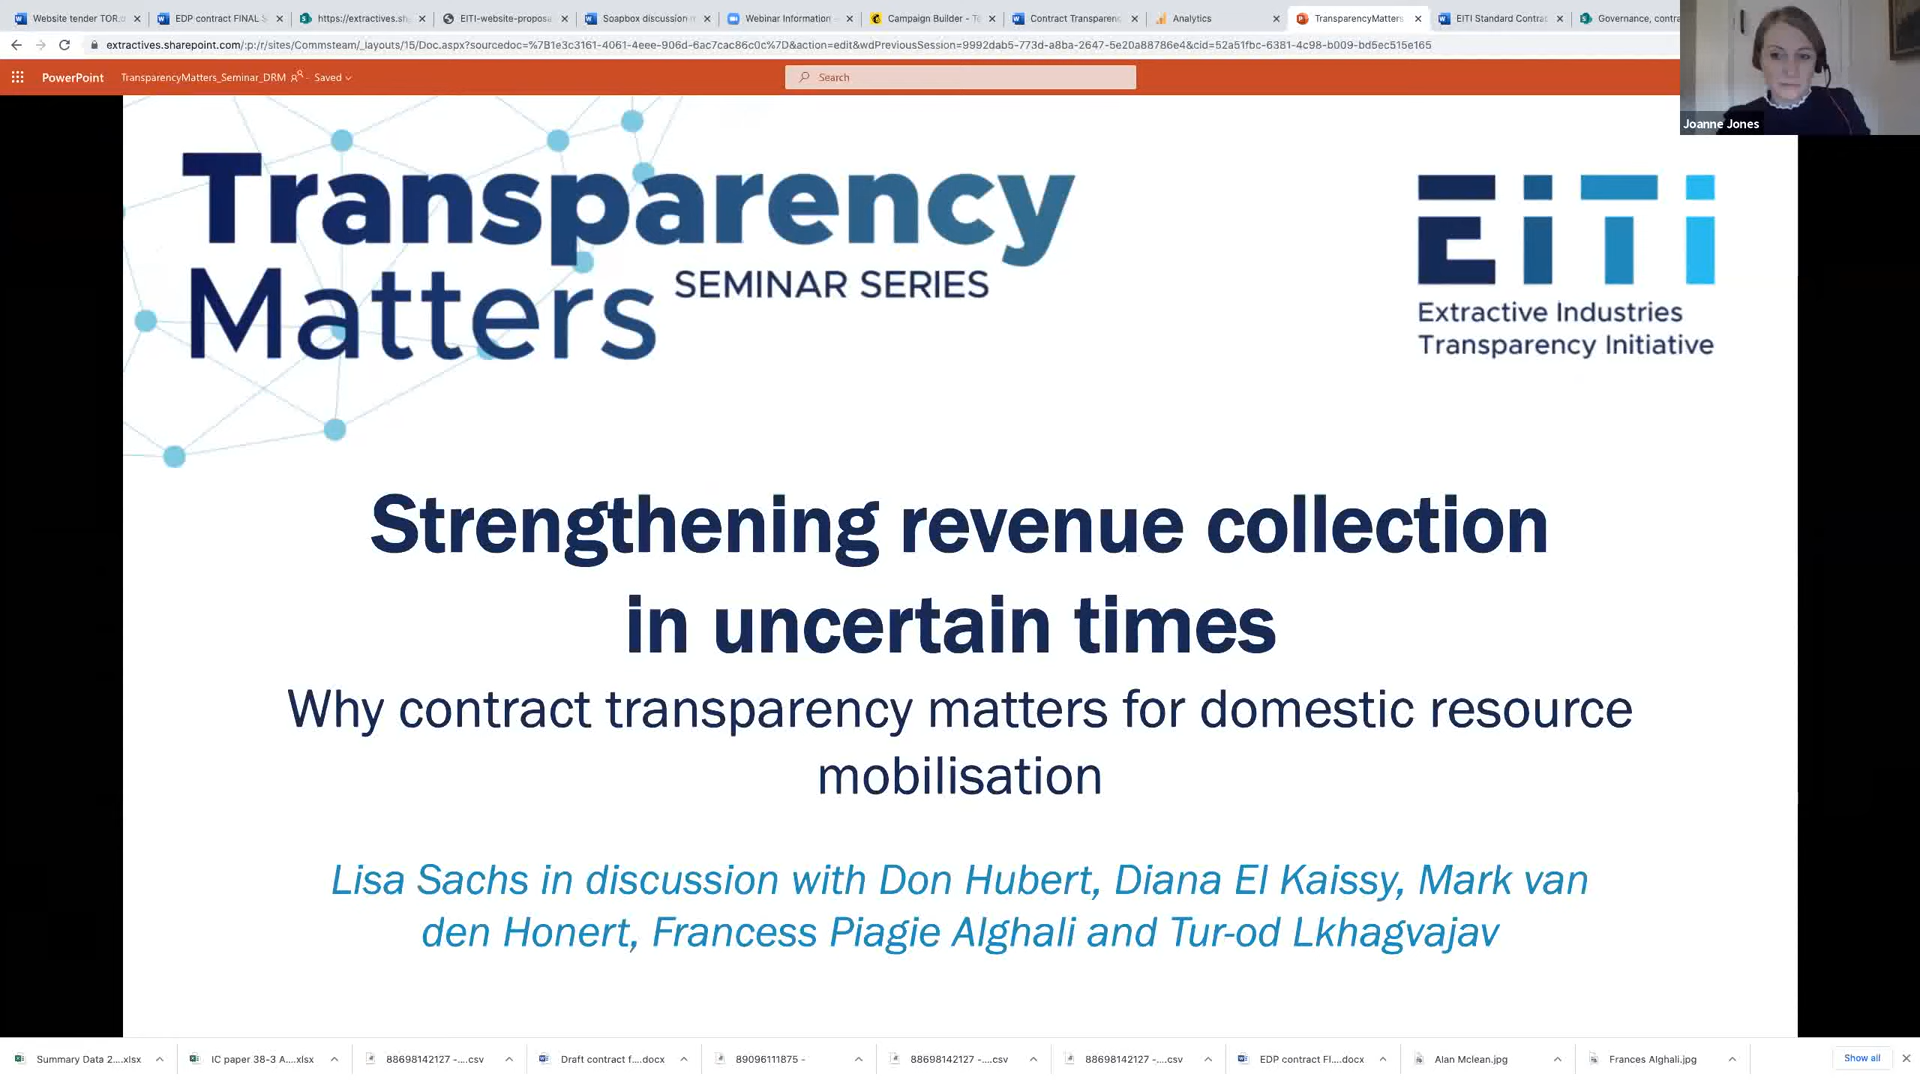 Website tender TOR.d
EDP contract FINAL S
https://extractives.sha
EITI-website-proposa
Soapbox discussion n
Webinar Information -
Campaign Builder - To
Contract Transparenc
Analytics
TransparencyMatters
EITI Standard Contrac
Governance, contra
extractives.sharepoint.com/:p:/r/sites/Commsteam/_layouts/15/Doc.aspx?sourcedoc=%7B1e3c3161-4061-4eee-906d-6ac7cac86c0c%7D&action=edit&wdPreviousSession=9992dab5-773d-a8ba-2647-5e20a88786e4&cid=52a51fbc-6381-4c98-b009-bd5ec515e165
PowerPoint TransparencyMatters_Seminar_DRM - Saved
Search
Joanne Jones
Transparency
Matters SEMINAR SERIES
EITI
Extractive Industries
Transparency Initiative
Strengthening revenue collection
in uncertain times
Why contract transparency matters for domestic resource
mobilisation
Lisa Sachs in discussion with Don Hubert, Diana El Kaissy, Mark van
den Honert, Francess Piagie Alghali and Tur-od Lkhagvajav
Summary Data 2....xlsx
IC paper 38-3 A....xlsx
88698142127 -....csv
Draft contract f....docx
89096111875 -
88698142127 -....csv
88698142127 -....csv
EDP contract FI....docx
Alan Mclean.jpg
Frances Alghali.jpg
Show all